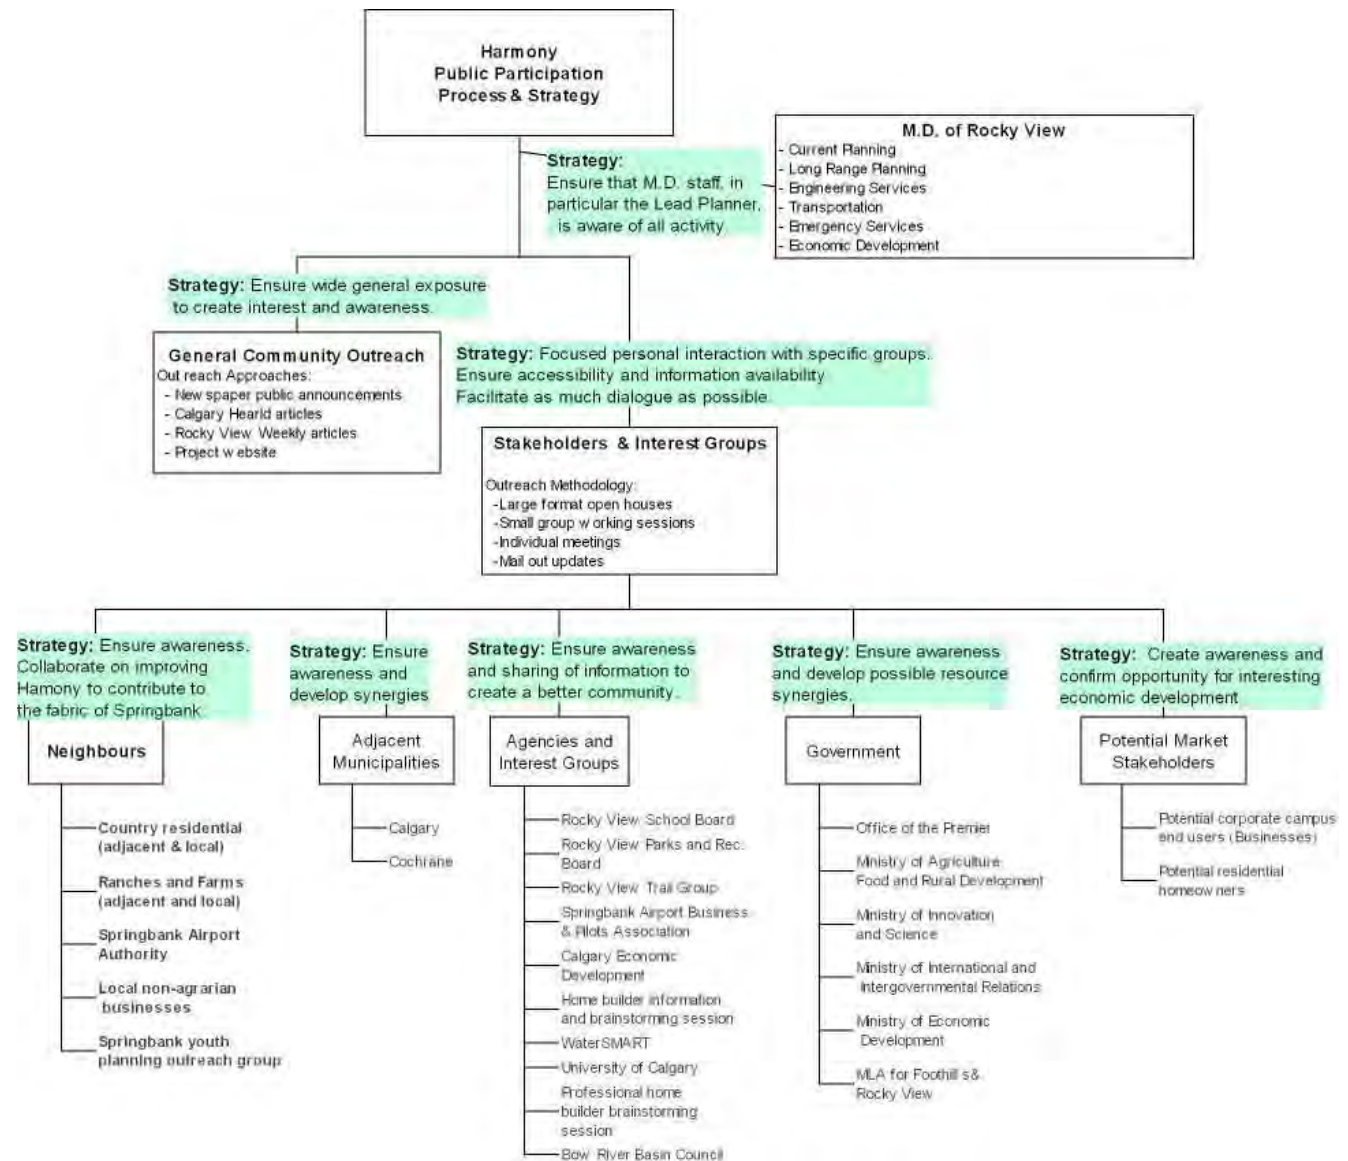 Harmony
Public Participation
Process & Strategy
M.D. of Rocky View
- Current Planning
- Long Range Planning
- Engineering Services
- Transportation
- Emergency Services
- Economic Development
Strategy:
Ensure that M.D. staff, in
particular the Lead Planner,
is aware of all activity.
Strategy: Ensure wide general exposure
to create interest and awareness.
General Community Outreach
Out reach Approaches:
- New spaper public announcements
- Calgary Hearld articles
- Rocky View Weekly articles
- Project w ebsite
Strategy: Focused personal interaction with specific groups.
Ensure accessibility and information availability
Facilitate as much dialogue as possible.
Stakeholders & Interest Groups
Outreach Methodology:
-Large format open houses
-Small group w orking sessions
-Individual meetings
-Mail out updates
Strategy: Ensure awareness.
Collaborate on improving
Hamony to contribute to
the fabric of Springbank.
Neighbours
Country residential
(adjacent & local)
Ranches and Farms
(adjacent and local)
Springbank Airport
Authority
Local non-agrarian
businesses
Springbank youth
planning outreach group
Strategy: Ensure
awareness and
develop synergies
Adjacent
Municipalities
Calgary
Cochrane
Strategy: Ensure awareness
and sharing of information to
create a better community.
Agencies and
Interest Groups
Rocky View School Board
Rocky View Parks and Rec.
Board
Rocky View Trail Group
Springbank Airport Business
& Pilots Association
Calgary Economic
Development
Home builder information
and brainstorming session
WaterSMART
University of Calgary
Professional home
builder brainstorming
session
Bow River Basin Council
Strategy: Ensure awareness
and develop possible resource
synergies.
Government
Office of the Premier
Ministry of Agriculture
Food and Rural Development
Ministry of Innovation
and Science
Ministry of International and
Intergovernmental Relations
Ministry of Economic
Development
MLA for Foothills &
Rocky View
Strategy: Create awareness and
confirm opportunity for interesting
economic development
Potential Market
Stakeholders
Potential corporate campus
end users (Businesses)
Potential residential
homeow ners